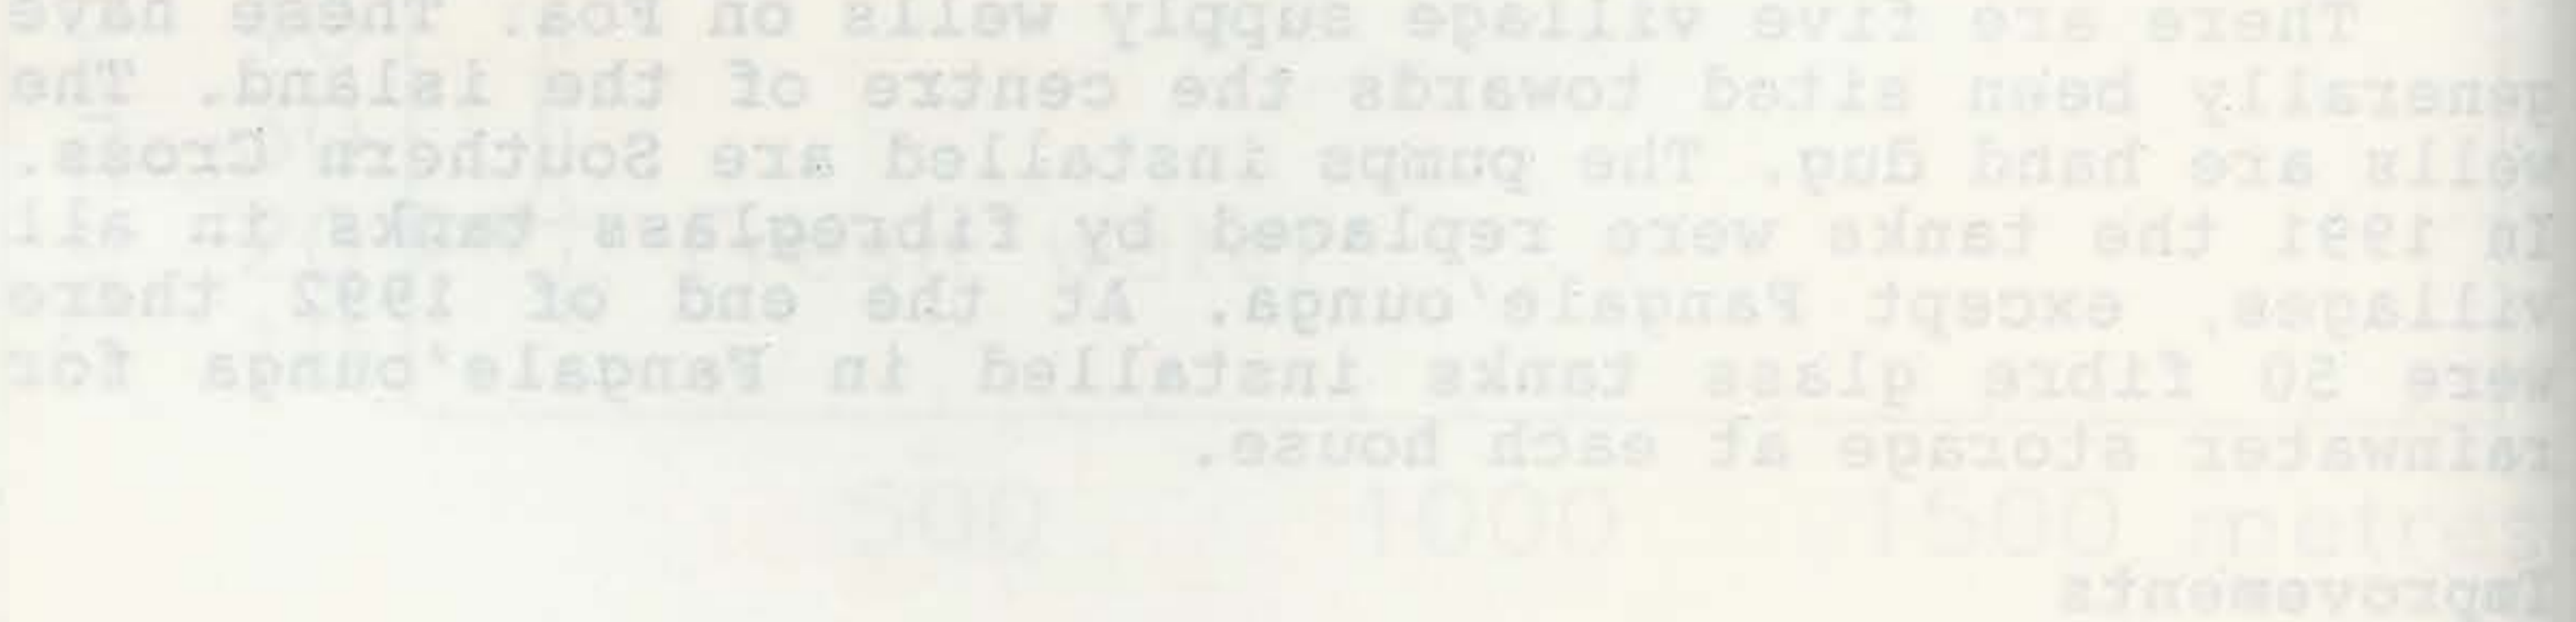 There are five village supply wells on Foa. These have
generally been sited towards the centre of the island. The
wells are hand dug. The pumps installed are Southern Cross.
In 1991 the tanks were replaced by fibreglass tanks in all
villages, except Fangale'ounga. At the end of 1992 there
were 50 fibre glass tanks installed in Fangale'ounga for
rainwater storage at each house.
Improvements